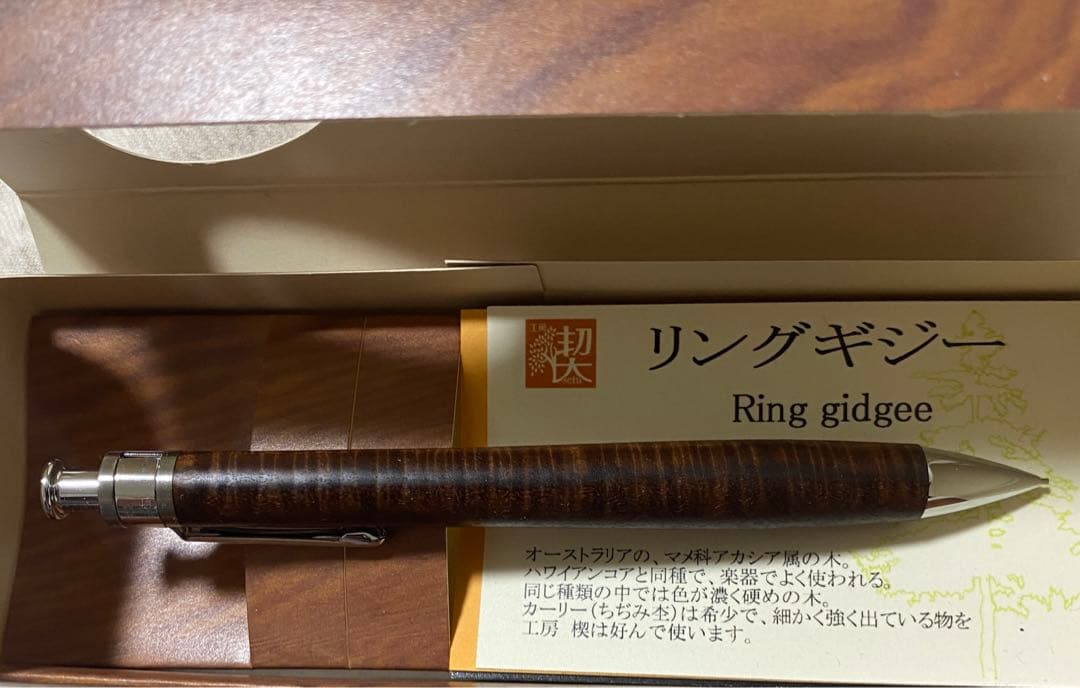 工房
契
setu
リングギジー
Ring gidgee
オーストラリアの、マメ科アカシア属の木。
ハワイアンコアと同種で、楽器でよく使われる。
同じ種類の中では色が濃く硬めの木。
カーリー(ちぢみ杢)は希少で、細かく強く出ている物を
工房 楔は好んで使います。